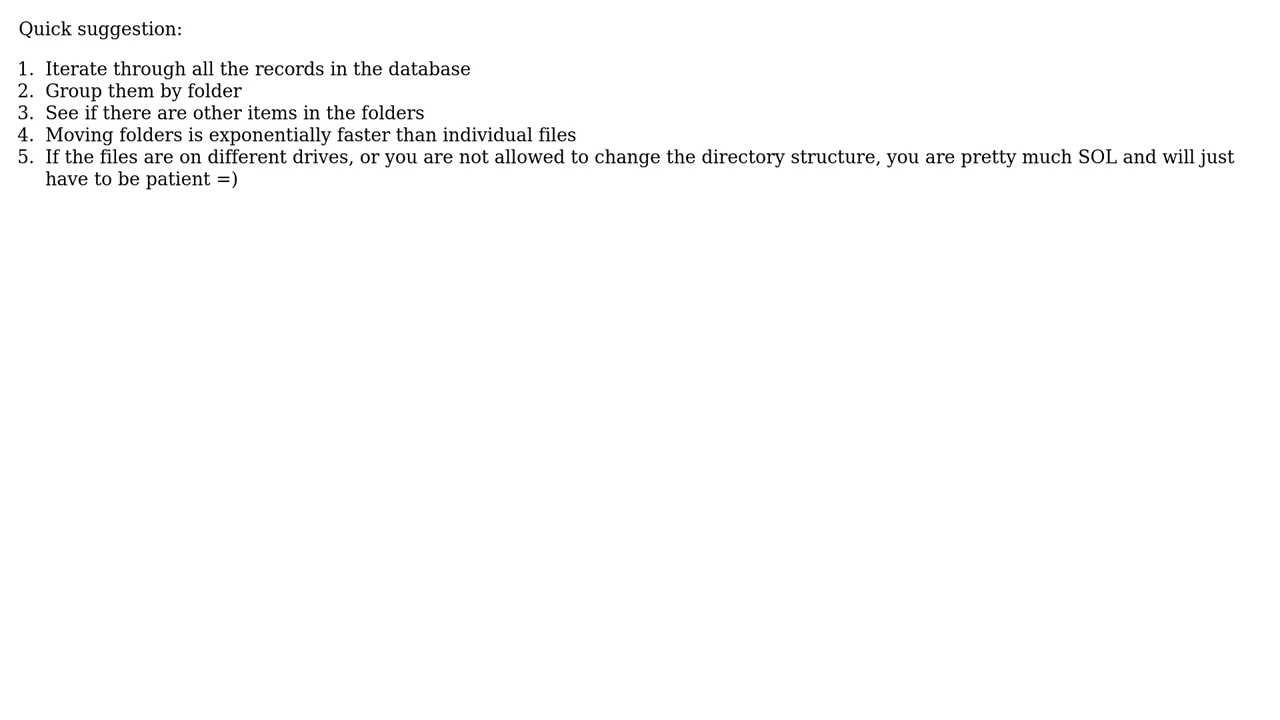 Quick suggestion:
1. Iterate through all the records in the database
2. Group them by folder
3. See if there are other items in the folders
4. Moving folders is exponentially faster than individual files
5. If the files are on different drives, or you are not allowed to change the directory structure, you are pretty much SOL and will just
have to be patient =)